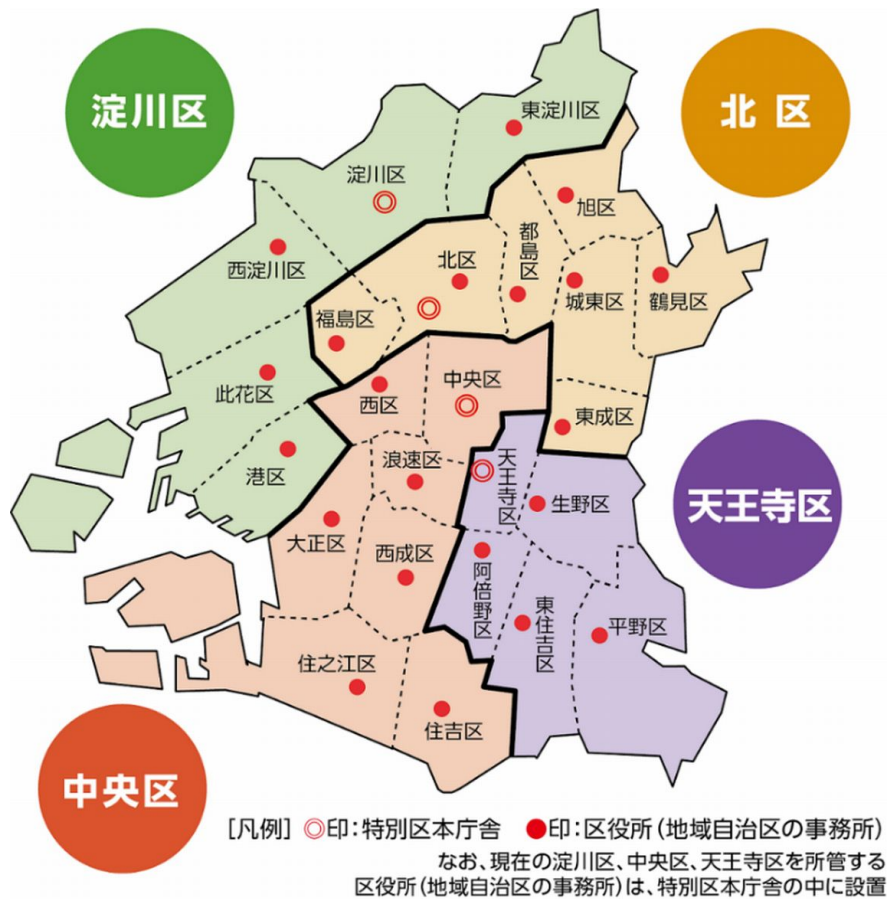 淀川区
北区
東淀川区
淀川区
旭区
都島区
北区
西淀川区
城東区
鶴見区
福島区
中央区
此花区
西区
東成区
浪速区
天王寺区
港区
生野区
天王寺区
大正区
西成区
阿倍野区
東住吉区
平野区
住之江区
住吉区
中央区
[凡例] ◎印：特別区本庁舎 ●印：区役所（地域自治区の事務所）
なお、現在の淀川区、中央区、天王寺区を所管する
区役所（地域自治区の事務所）は、特別区本庁舎の中に設置